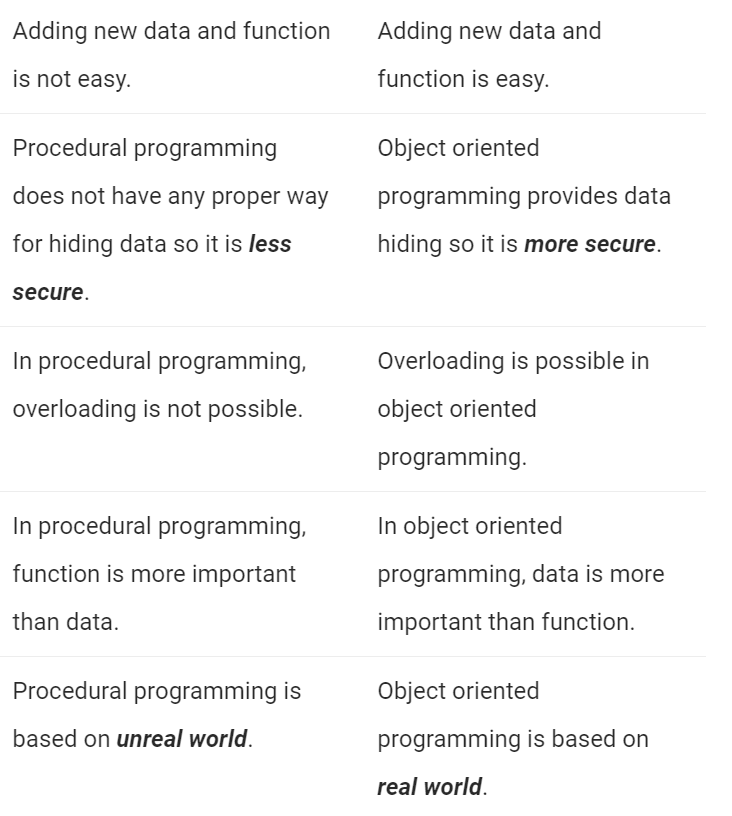 Adding new data and function
is not easy.
Adding new data and
function is easy.
Procedural programming
does not have any proper way
for hiding data so it is less
secure.
Object oriented
programming provides data
hiding so it is more secure.
In procedural programming,
overloading is not possible.
Overloading is possible in
object oriented
programming.
In procedural programming,
function is more important
than data.
In object oriented
programming, data is more
important than function.
Procedural programming is
based on unreal world.
Object oriented
programming is based on
real world.